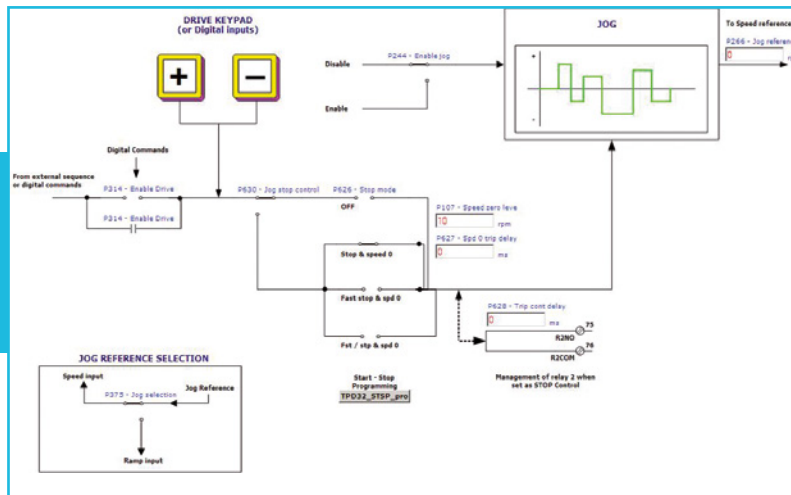 DRIVE KEYPAD
(or Digital inputs)
+
−
Disable
P244 - Enable jog
Enable
JOG
+
-
To Speed reference
P266 - Jog referenc
0
Digital Commands
From external sequence
or digital commands
P314 - Enable Drive
P314 - Enable Drive
P630 - Jog stop control
P626 - Stop mode
OFF
P107 - Speed zero leve
10
rpm
P627 - Spd 0 trip delay
0
ms
Stop & speed 0
Fast stop & spd 0
Fst / stp & spd 0
P628 - Trip cont delay
0
ms
75
R2NO
76
R2COM
Management of relay 2 when
set as STOP Control
Start - Stop
Programming
TPD32_STSP_pro
JOG REFERENCE SELECTION
Speed input
P375 - Jog selection
Jog Reference
Ramp input